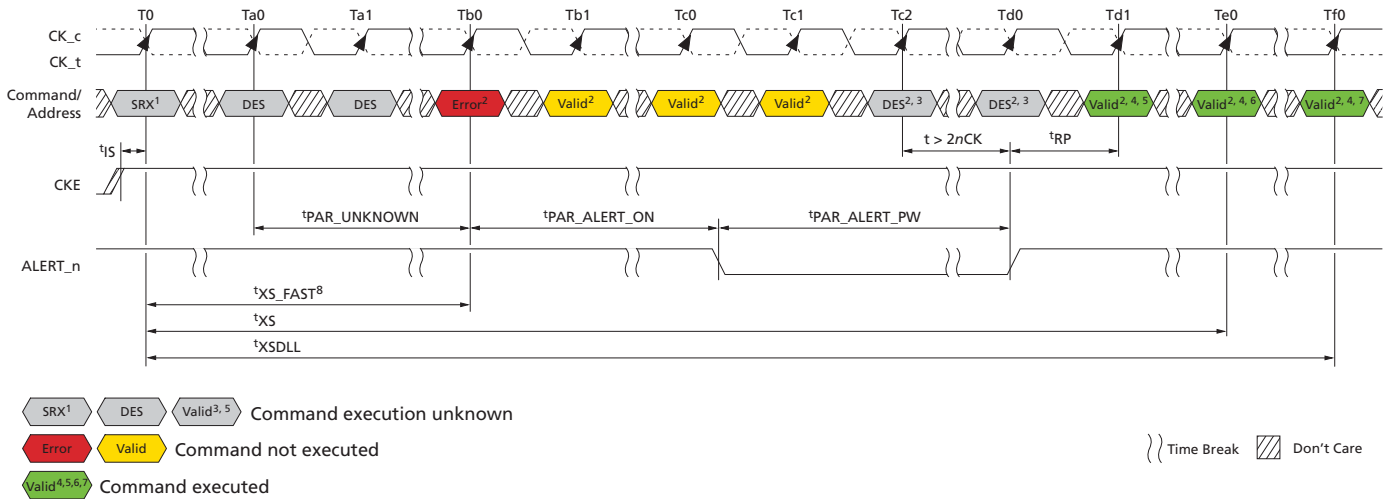 T0 Ta0 Ta1 Tb0 Tb1 Tc0 Tc1 Tc2 Td0 Td1 Te0 Tf0
CK_c
CK_t
Command/
Address
SRX¹ DES DES Error² Valid² Valid² Valid² DES²,³ DES²,³ Valid²,⁴,⁵ Valid²,⁴,⁶ Valid²,⁴,⁷
tIS t > 2nCK tRP
CKE
tPAR_UNKNOWN tPAR_ALERT_ON tPAR_ALERT_PW
ALERT_n
tXS_FAST⁸
tXS
tXSDLL
SRX¹ DES Valid³,⁵ Command execution unknown
Error Valid Command not executed
Time Break Don't Care
Valid⁴,⁵,⁶,⁷ Command executed